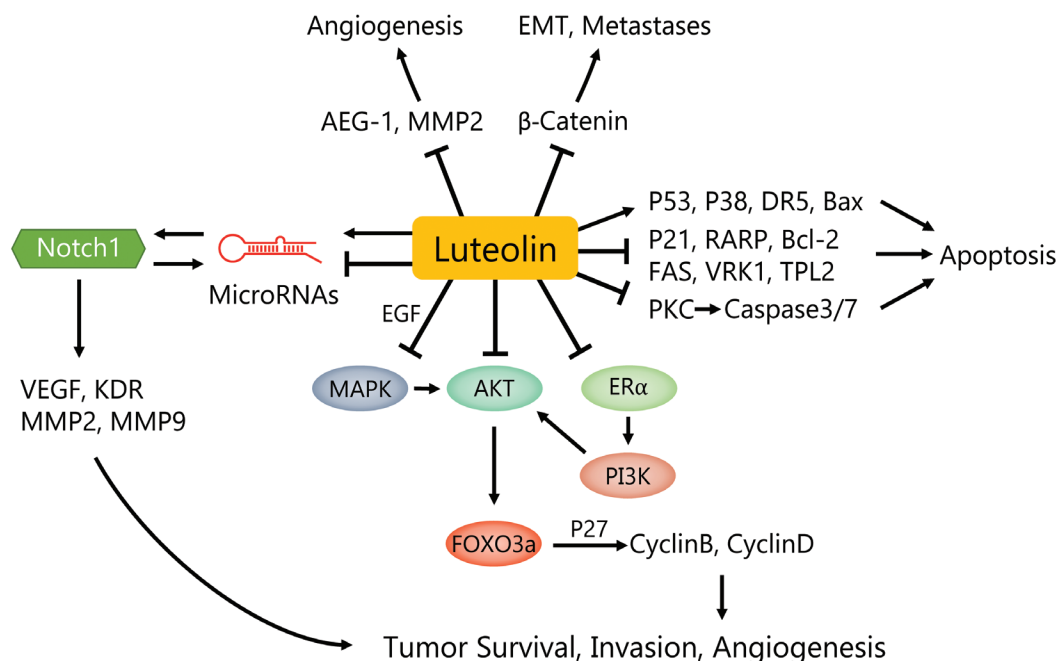 Angiogenesis
EMT, Metastases
AEG-1, MMP2
β-Catenin
P53, P38, DR5, Bax
Notch1
Luteolin
P21, RARP, Bcl-2
Apoptosis
FAS, VRK1, TPL2
MicroRNAs
PKC
Caspase3/7
EGF
MAPK
AKT
ERα
VEGF, KDR
MMP2, MMP9
PI3K
P27
FOXO3a
CyclinB, CyclinD
Tumor Survival, Invasion, Angiogenesis